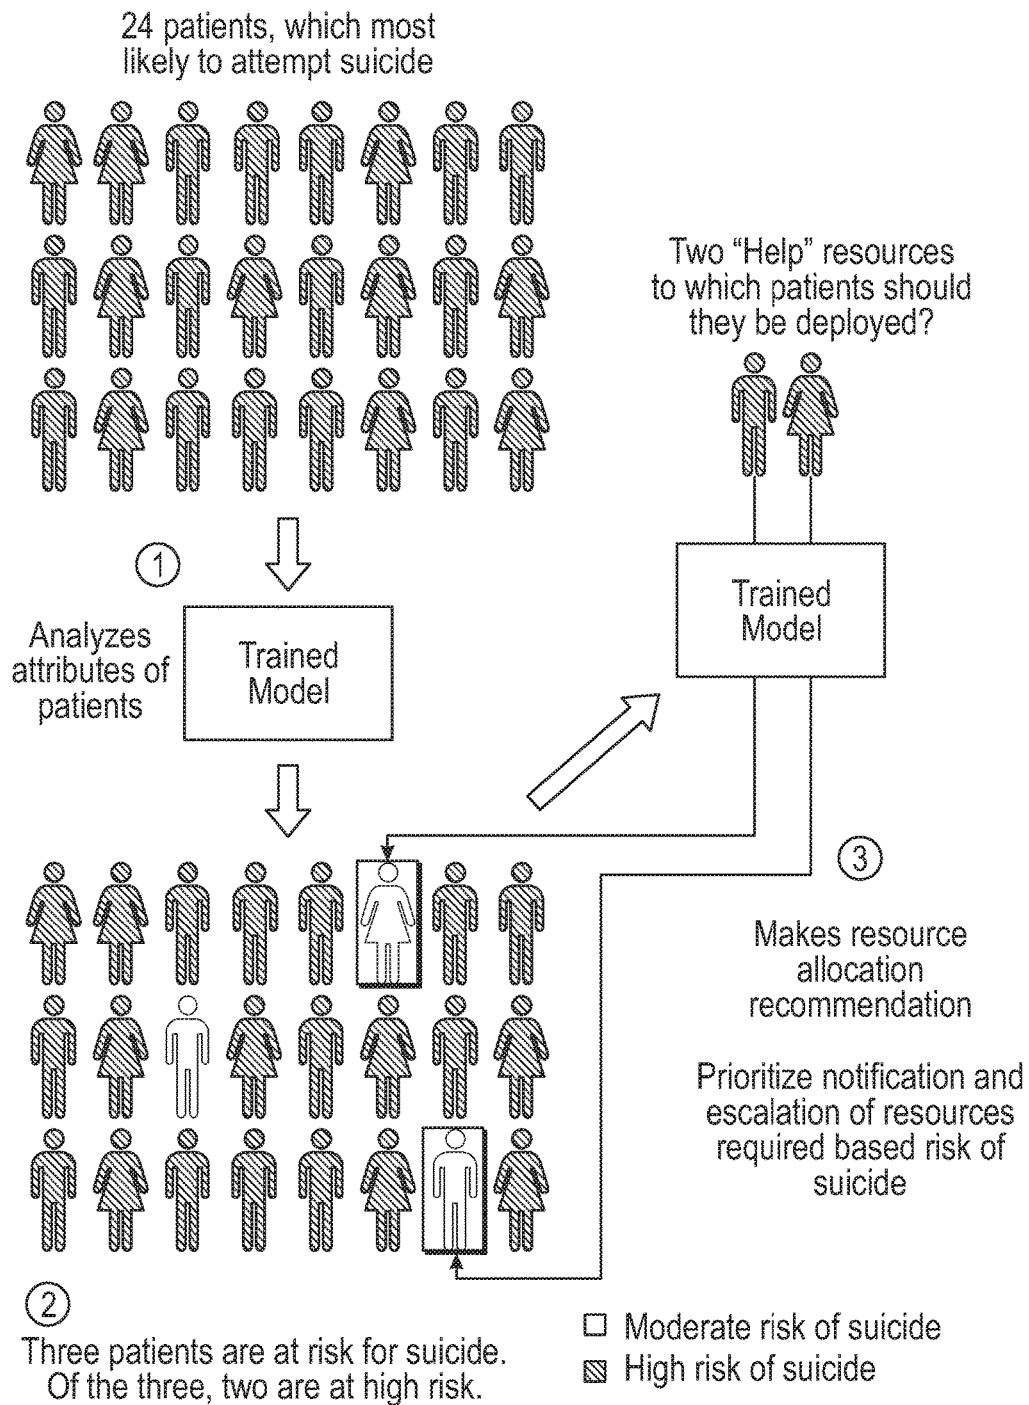 24 patients, which most
likely to attempt suicide
Two “Help” resources
to which patients should
they be deployed?
1
Analyzes
attributes of
patients
Trained
Model
Trained
Model
3
Makes resource
allocation
recommendation
Prioritize notification and
escalation of resources
required based risk of
suicide
2
Three patients are at risk for suicide.
Of the three, two are at high risk.
Moderate risk of suicide
High risk of suicide